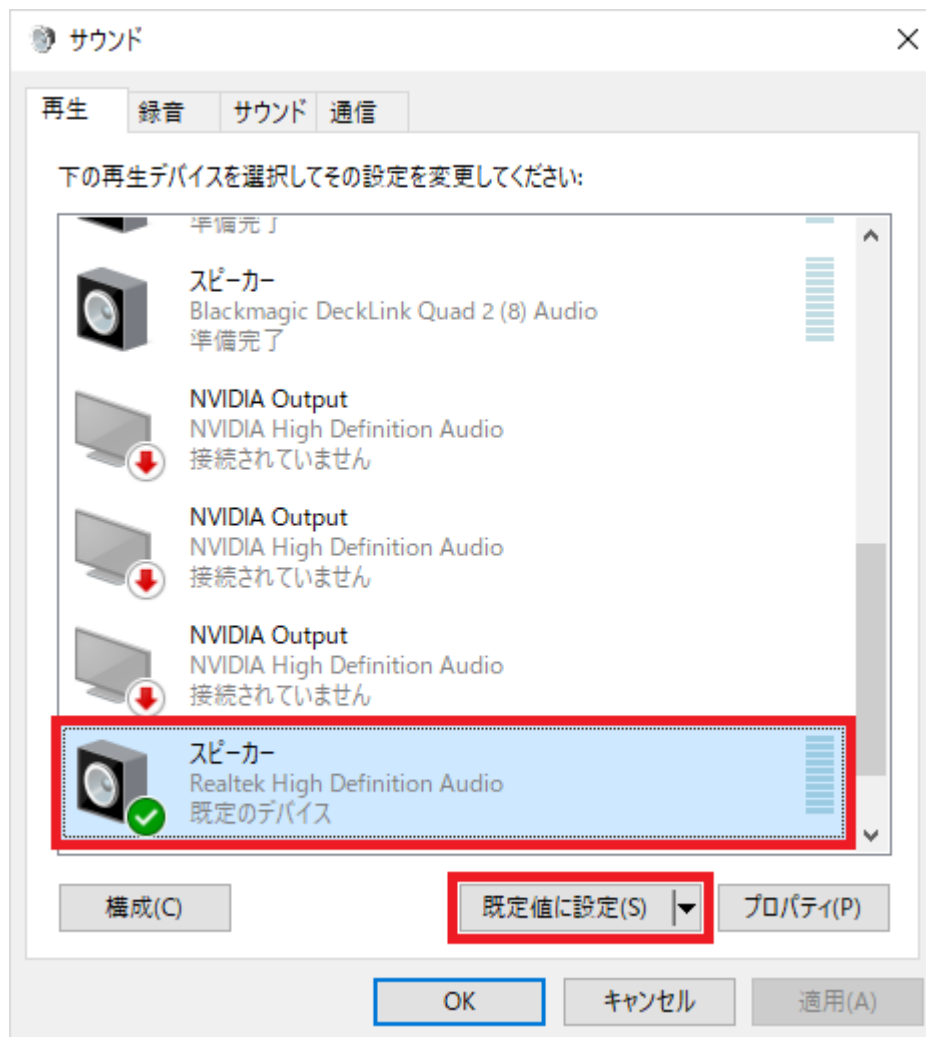 サウンド
再生 録音 サウンド 通信
下の再生デバイスを選択してその設定を変更してください:
準備完了
スピーカー
Blackmagic DeckLink Quad 2 (8) Audio
準備完了
NVIDIA Output
NVIDIA High Definition Audio
接続されていません
NVIDIA Output
NVIDIA High Definition Audio
接続されていません
NVIDIA Output
NVIDIA High Definition Audio
接続されていません
スピーカー
Realtek High Definition Audio
既定のデバイス
構成(C) 既定値に設定(S) プロパティ(P)
OK キャンセル 適用(A)